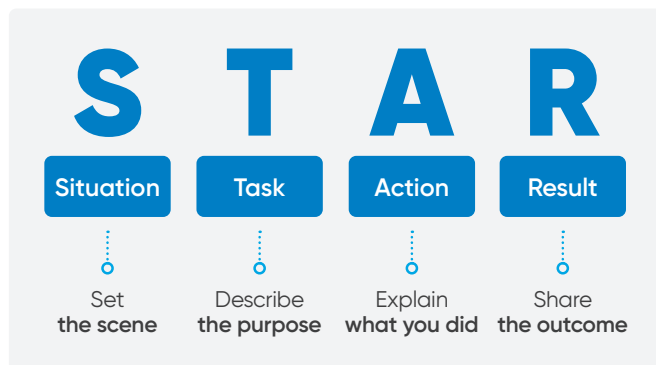 S T A R
Situation Task Action Result
Set Describe Explain Share
the scene the purpose what you did the outcome